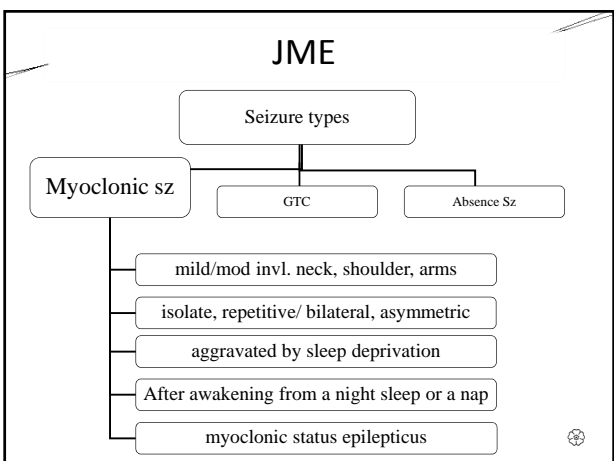 JME
Seizure types
Myoclonic sz
GTC
Absence Sz
mild/mod invl. neck, shoulder, arms
isolate, repetitive/ bilateral, asymmetric
aggravated by sleep deprivation
After awakening from a night sleep or a nap
myoclonic status epilepticus